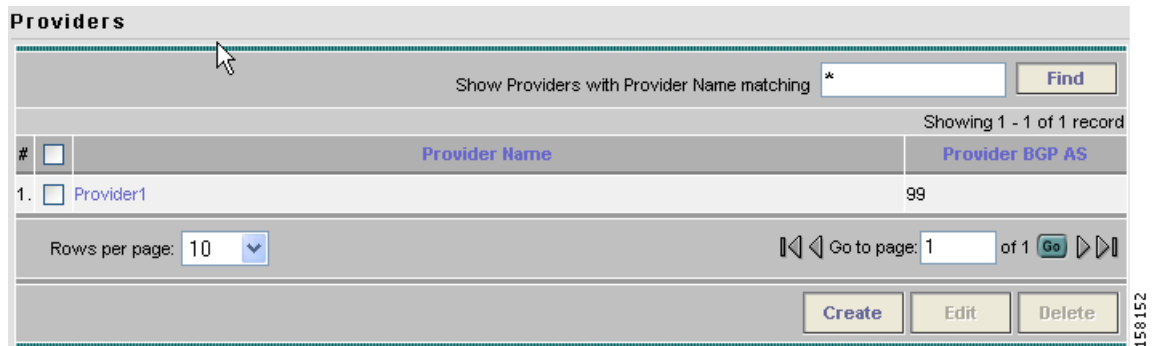 Providers
Show Providers with Provider Name matching * Find
Showing 1 - 1 of 1 record
# Provider Name Provider BGP AS
1. Provider1 99
Rows per page: 10 Go to page: 1 of 1 Go
Create Edit Delete
158152